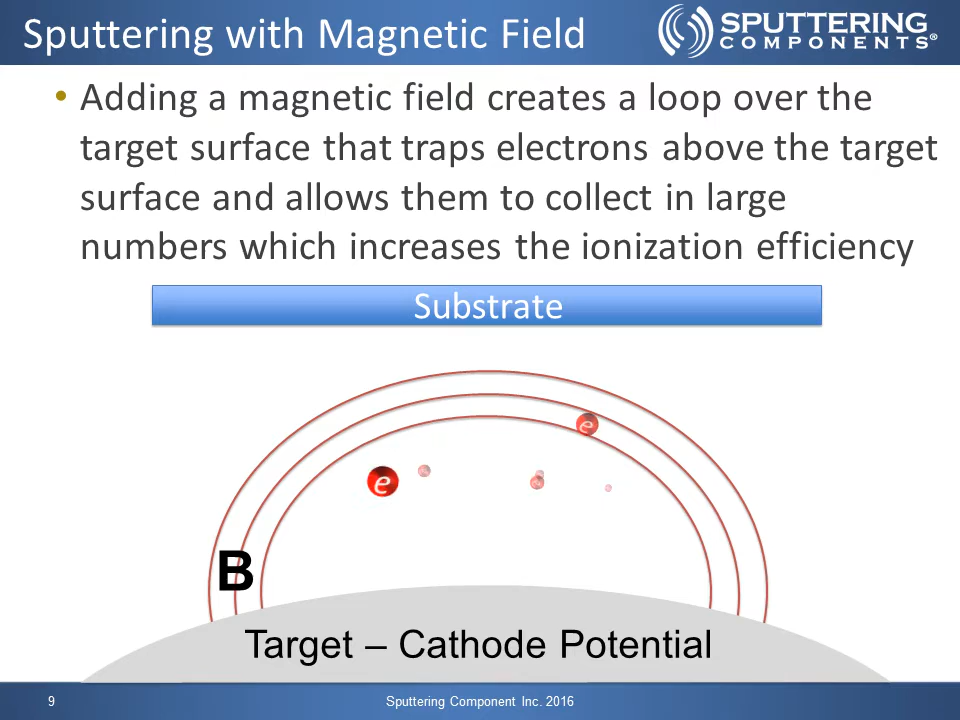 Sputtering with Magnetic Field
SPUTTERING
COMPONENTS®
• Adding a magnetic field creates a loop over the
target surface that traps electrons above the target
surface and allows them to collect in large
numbers which increases the ionization efficiency
Substrate
e
e
B
Target – Cathode Potential
9
Sputtering Component Inc. 2016